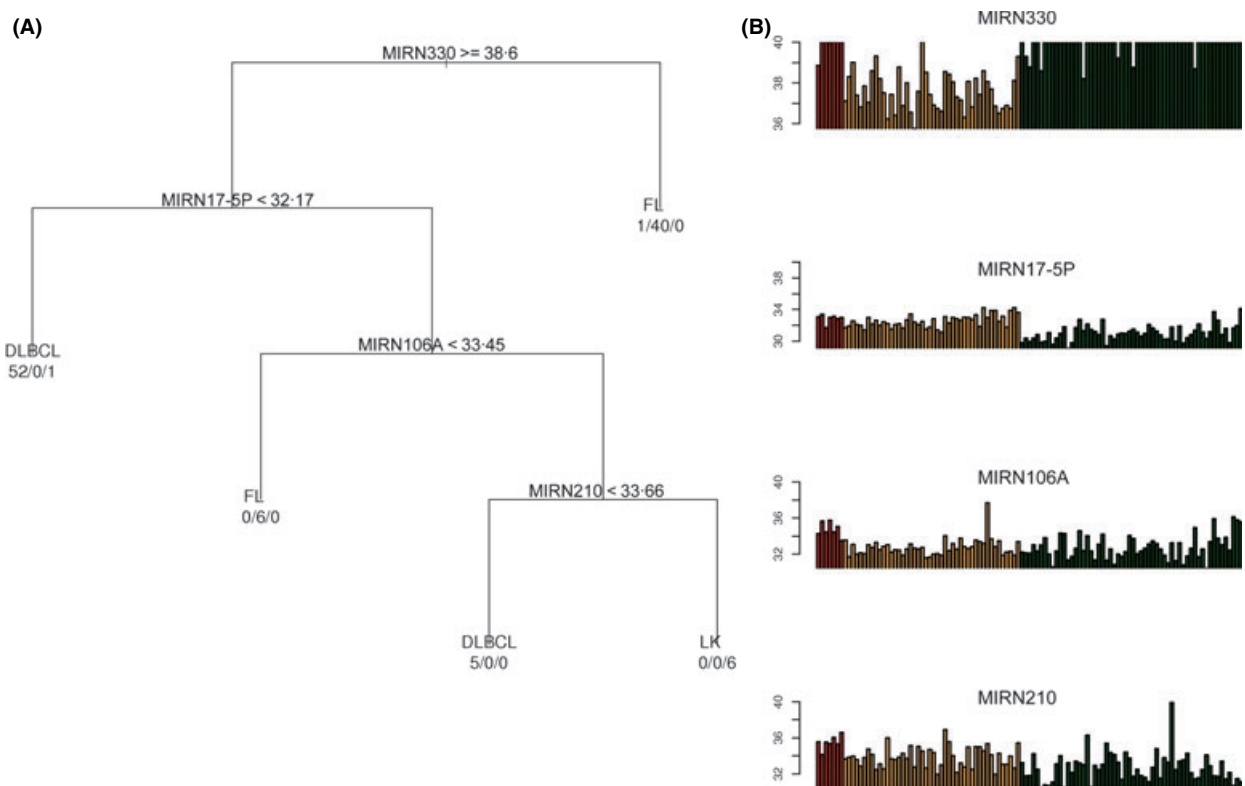 (A)
MIRN330 >= 38·6
MIRN17-5P < 32·17
FL
1/40/0
DLBCL
52/0/1
MIRN106A < 33·45
FL
0/6/0
MIRN210 < 33·66
DLBCL
5/0/0
LK
0/0/6
(B)
MIRN330
40
38
36
MIRN17-5P
38
34
30
MIRN106A
40
36
32
MIRN210
40
36
32